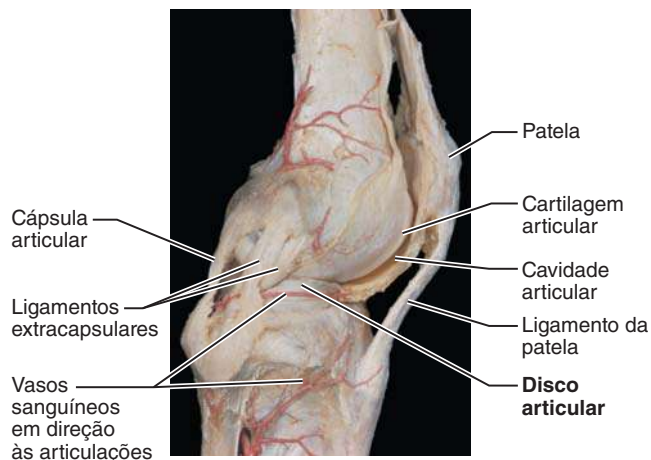 Cápsula
articular
Ligamentos
extracapsulares
Vasos
sanguíneos
em direção
às articulações
Patela
Cartilagem
articular
Cavidade
articular
Ligamento da
patela
Disco
articular